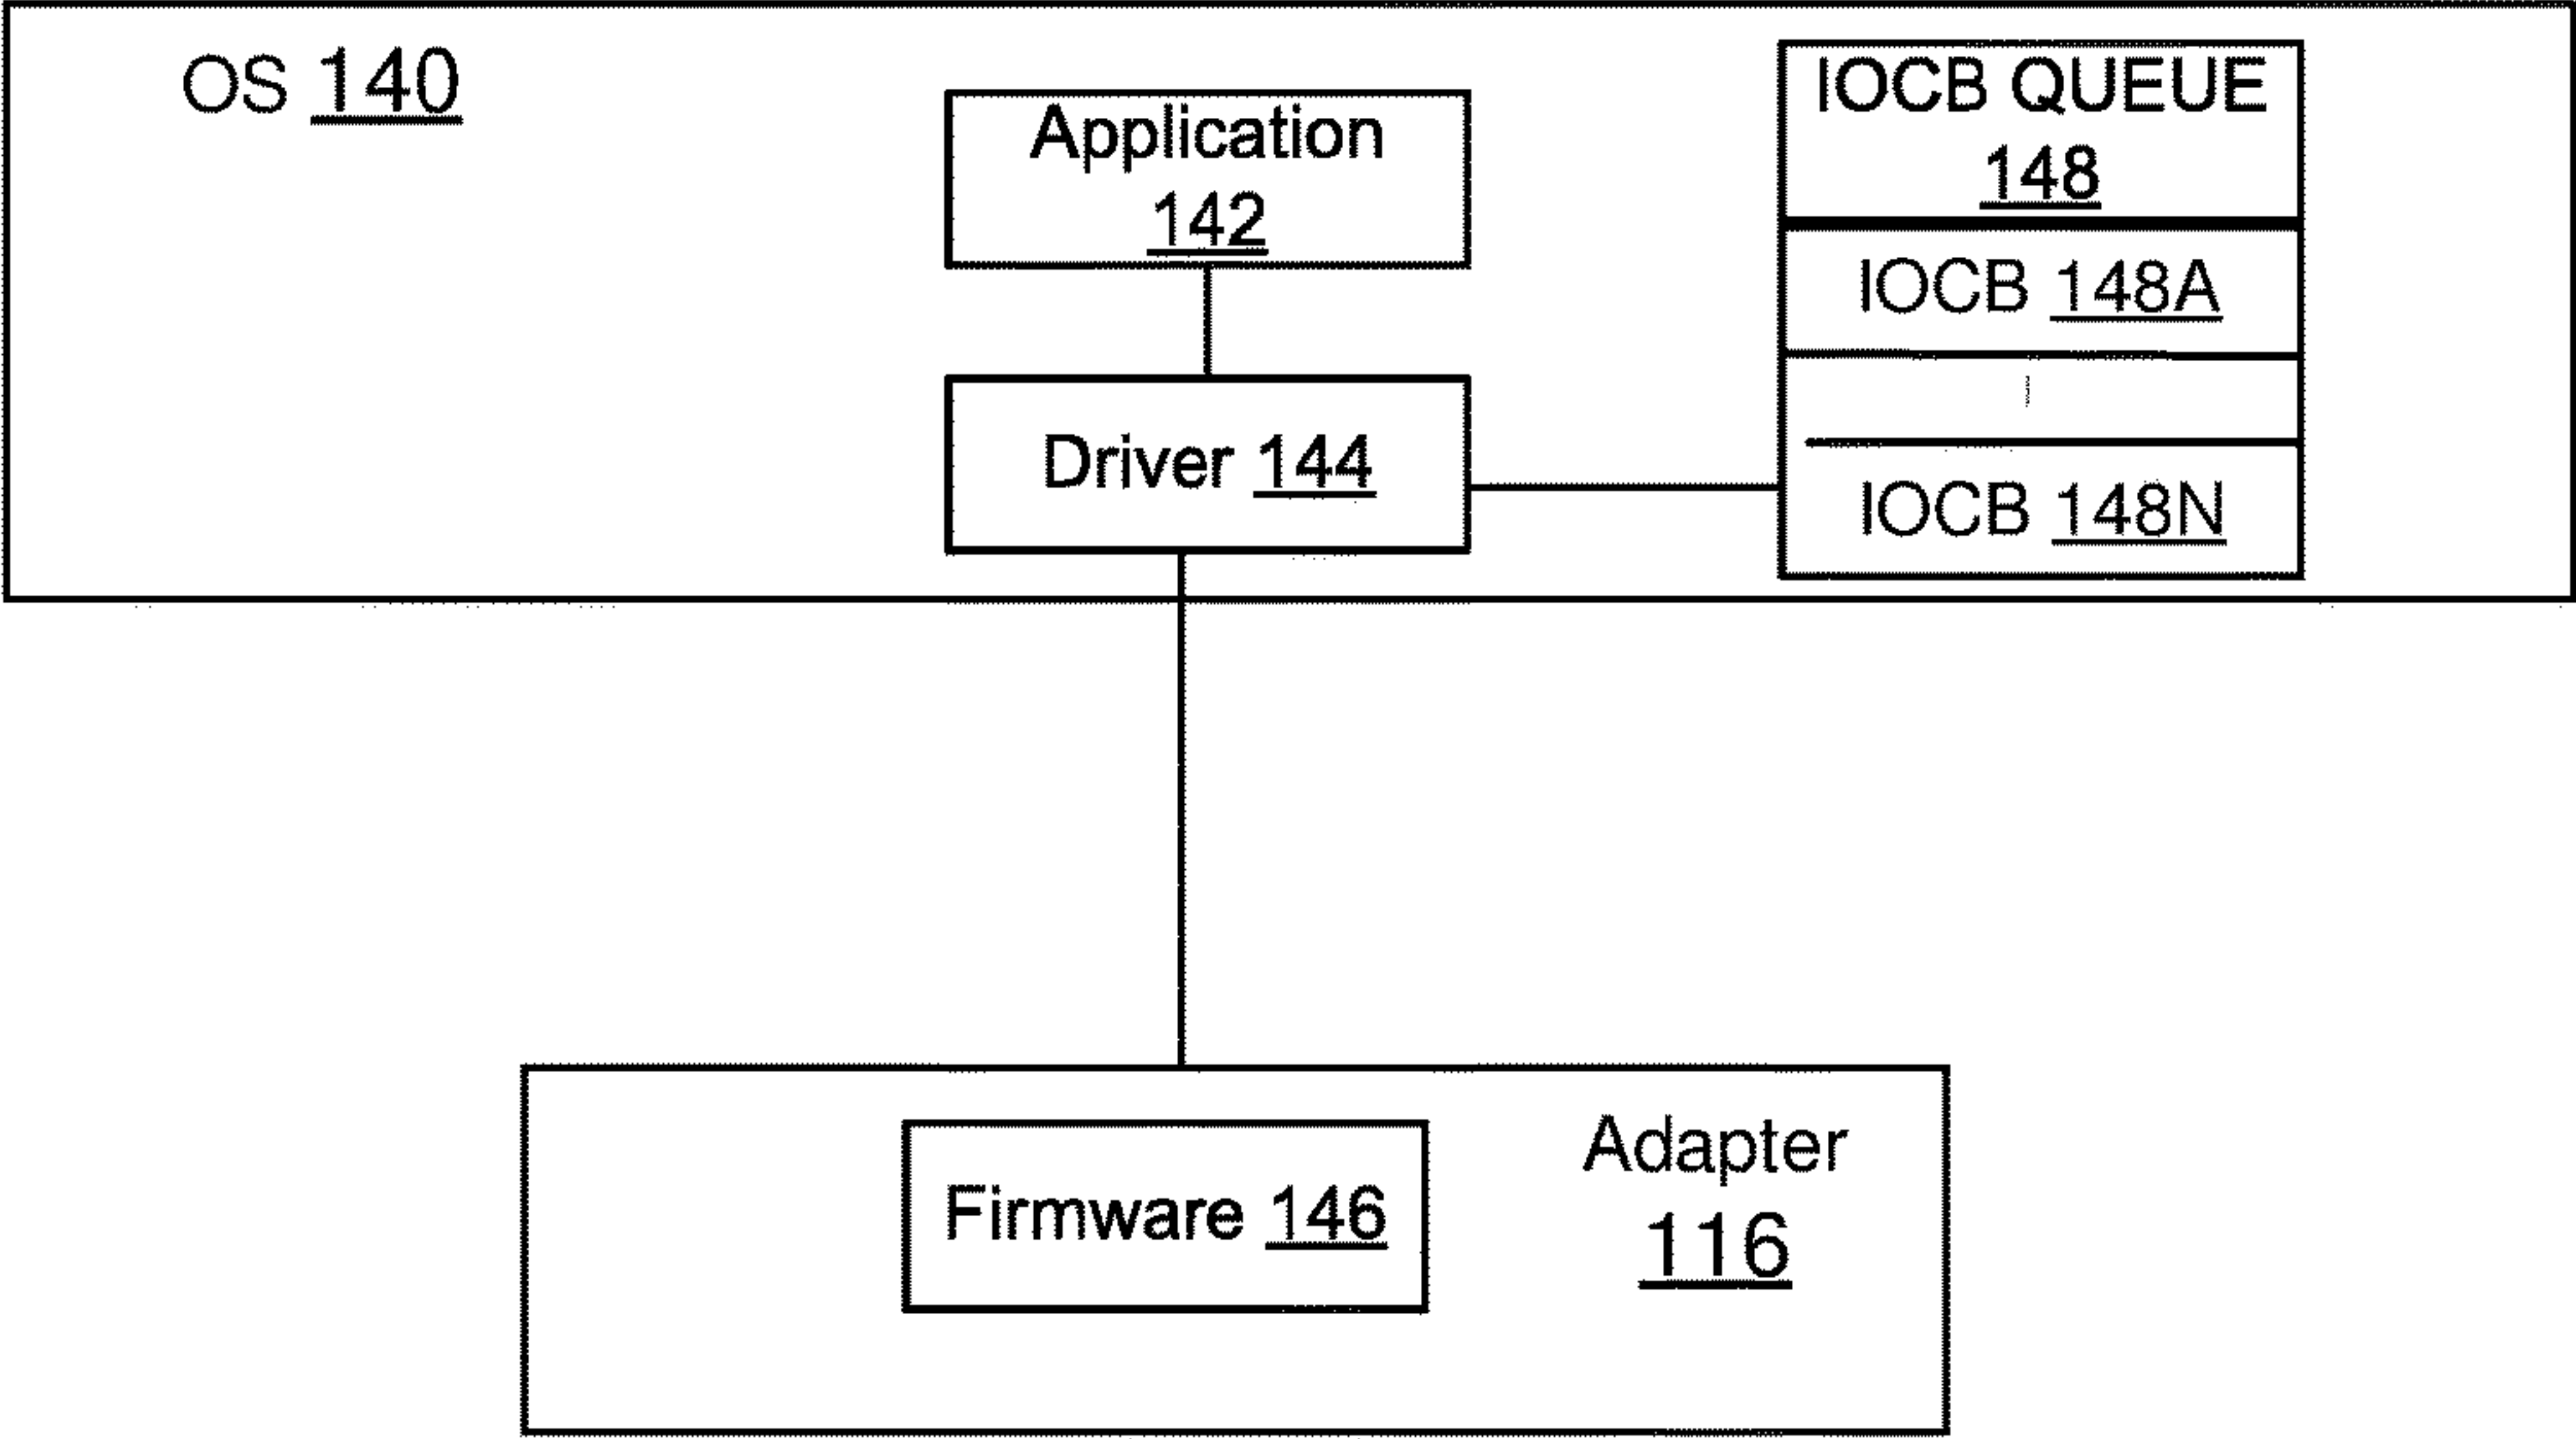 OS 140
Application
142
IOCB QUEUE
148
IOCB 148A
Driver 144
IOCB 148N
Firmware 146
Adapter
116